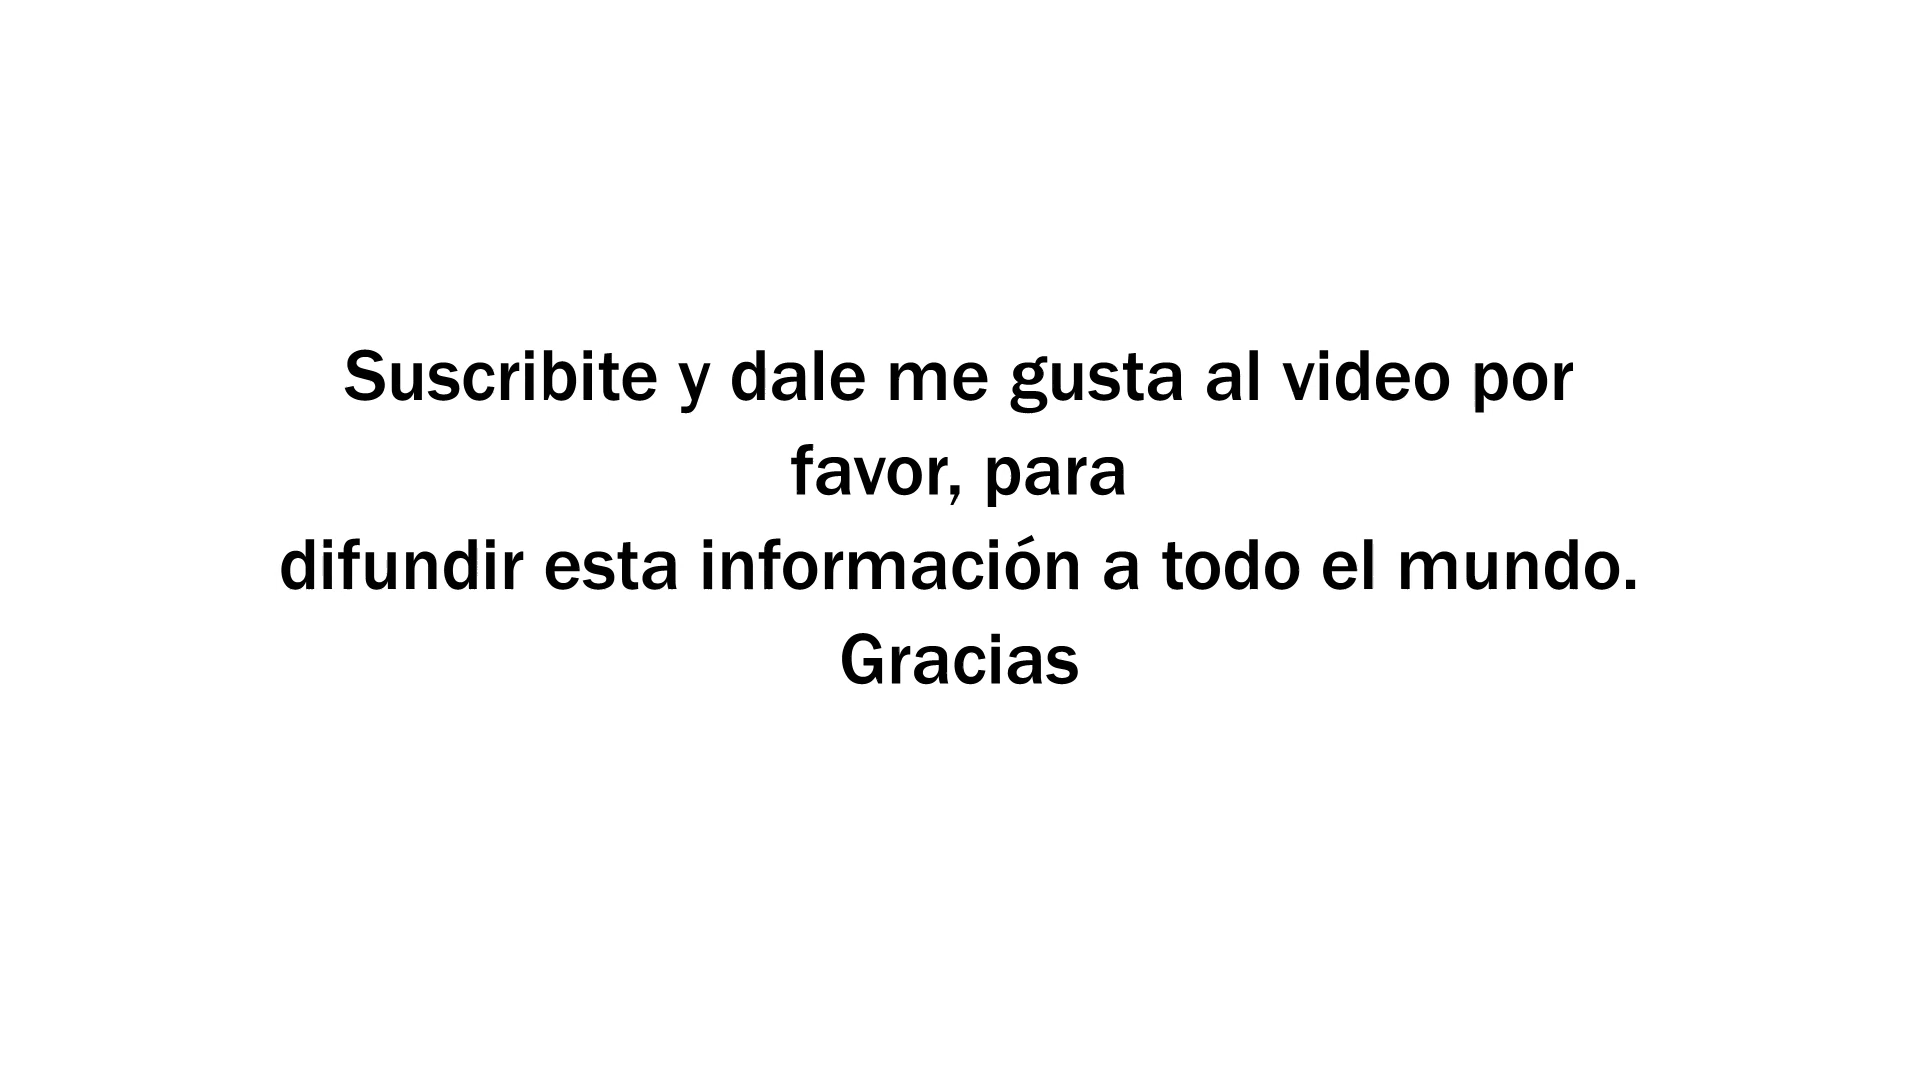 Suscribite y dale me gusta al video por
favor, para
difundir esta información a todo el mundo.
Gracias